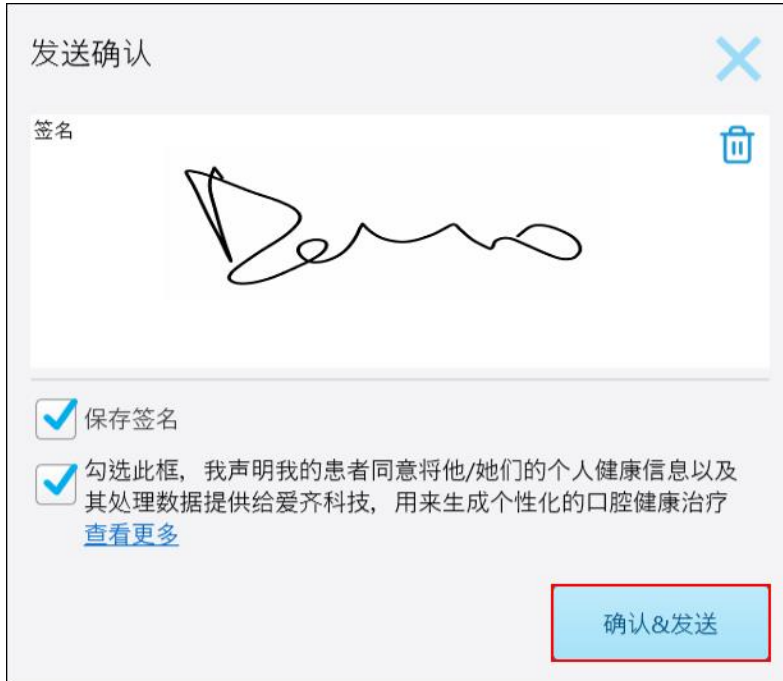 发送确认
签名
Demo
保存签名
勾选此框，我声明我的患者同意将他/她们的个人健康信息以及
其处理数据提供给爱齐科技，用来生成个性化的口腔健康治疗
查看更多
确认&发送